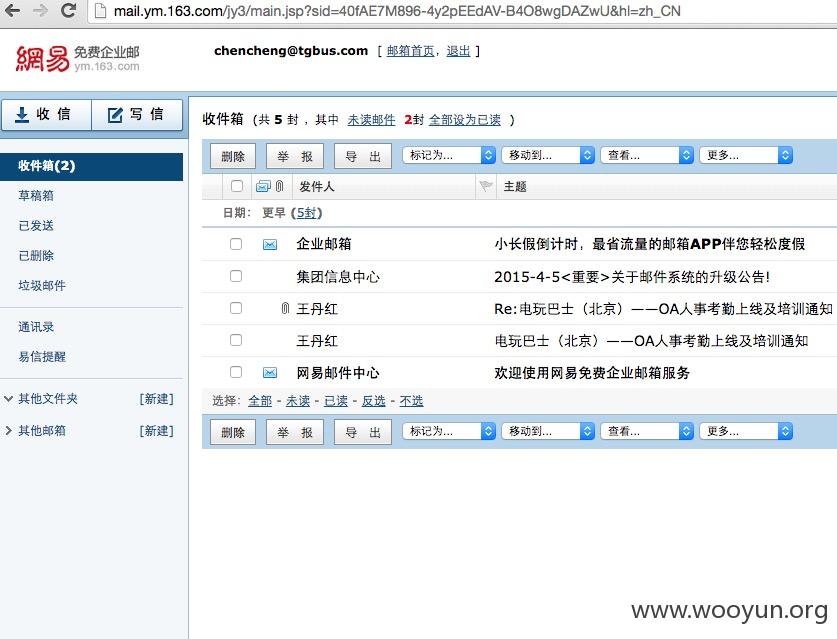 mail.ym.163.com/jy3/main.jsp?sid=40fAE7M896-4y2pEEdAV-B4O8wgDAZwU&hl=zh_CN
網易 免费企业邮
ym.163.com
chencheng@tgbus.com [ 邮箱首页, 退出 ]
收 信 写 信
收件箱 (共 5 封 ，其中 未读邮件 2封 全部设为已读 )
删除 举 报 导 出 标记为... 移动到... 查看... 更多...
收件箱(2)
草稿箱
已发送
已删除
垃圾邮件
通讯录
易信提醒
其他文件夹 [新建]
其他邮箱 [新建]
发件人 主题
日期: 更早 (5封)
企业邮箱 小长假倒计时，最省流量的邮箱APP伴您轻松度假
集团信息中心 2015-4-5<重要>关于邮件系统的升级公告!
王丹红 Re:电玩巴士（北京）——OA人事考勤上线及培训通知
王丹红 电玩巴士（北京）——OA人事考勤上线及培训通知
网易邮件中心 欢迎使用网易免费企业邮箱服务
选择: 全部 - 未读 - 已读 - 反选 - 不选
删除 举 报 导 出 标记为... 移动到... 查看... 更多...
www.wooyun.org